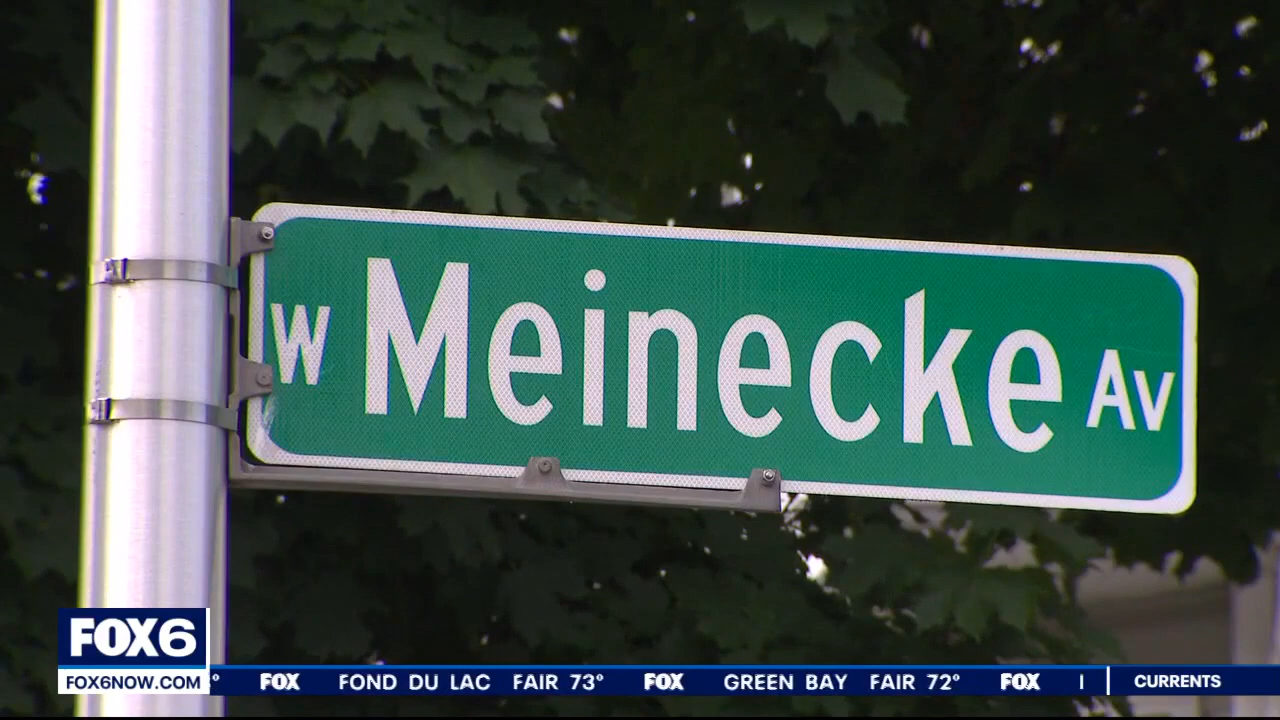 W Meinecke Av
FOX6
FOX6NOW.COM
° FOX FOND DU LAC FAIR 73° FOX GREEN BAY FAIR 72° FOX CURRENTS